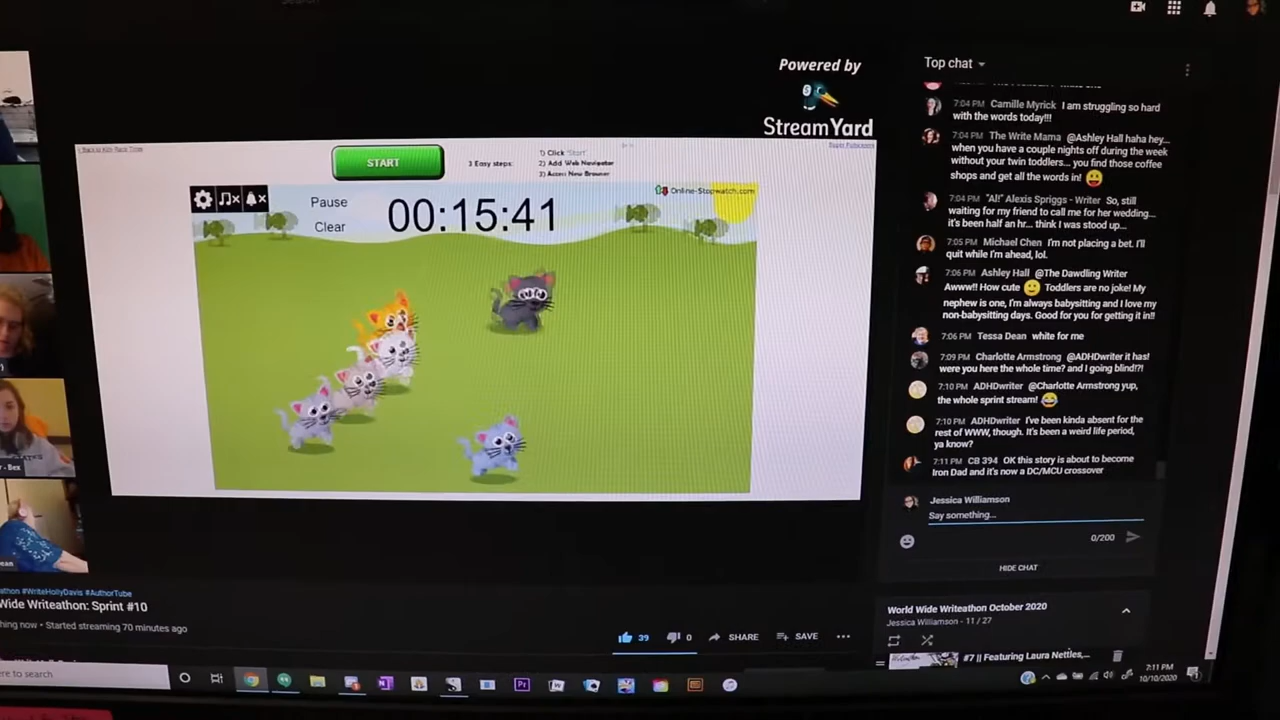 Powered by
StreamYard
START
3 Easy steps:
1) Click "Start"
2) Add Web Navigator
3) Access New Browser
Online-Stopwatch.com
Pause
Clear
00:15:41
#WriteHollyDavis #AuthorTube
Wide Writeathon: Sprint #10
Started streaming 70 minutes ago
39
0
SHARE
SAVE
Top chat
7:04 PM Camille Myrick I am struggling so hard
with the words today!!!
7:04 PM The Write Mama @Ashley Hall haha hey...
when you have a couple nights off during the week
without your twin toddlers... you find those coffee
shops and get all the words in!
7:04 PM "Al!" Alexis Spriggs - Writer So, still
waiting for my friend to call me for her wedding...
it's been half an hr... think I was stood up...
7:05 PM Michael Chen I'm not placing a bet. I'll
quit while I'm ahead, lol.
7:06 PM Ashley Hall @The Dawdling Writer
Awww!! How cute Toddlers are no joke! My
nephew is one, I'm always babysitting and I love my
non-babysitting days. Good for you for getting it in!!
7:06 PM Tessa Dean white for me
7:09 PM Charlotte Armstrong @ADHDwriter it has!
were you here the whole time? and I going blind!?!
7:10 PM ADHDwriter @Charlotte Armstrong yup,
the whole sprint stream!
7:10 PM ADHDwriter I've been kinda absent for the
rest of WWW, though. It's been a weird life period,
ya know?
7:11 PM CB 394 OK this story is about to become
Iron Dad and it's now a DC/MCU crossover
Jessica Williamson
Say something...
0/200
HIDE CHAT
World Wide Writeathon October 2020
Jessica Williamson - 11 / 27
#7 || Featuring Laura Nettles,...
to search
7:11 PM
10/10/2020